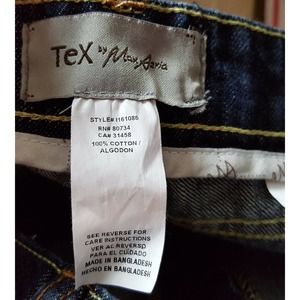 TeX by Max Azria
STYLE# I161086
RN# 80734
CA# 31458
100% COTTON /
ALGODON
SEE REVERSE FOR
CARE INSTRUCTIONS
VER AL REVERSO
PARA EL CUIDADO
MADE IN BANGLADESH
HECHO EN BANGLADESH